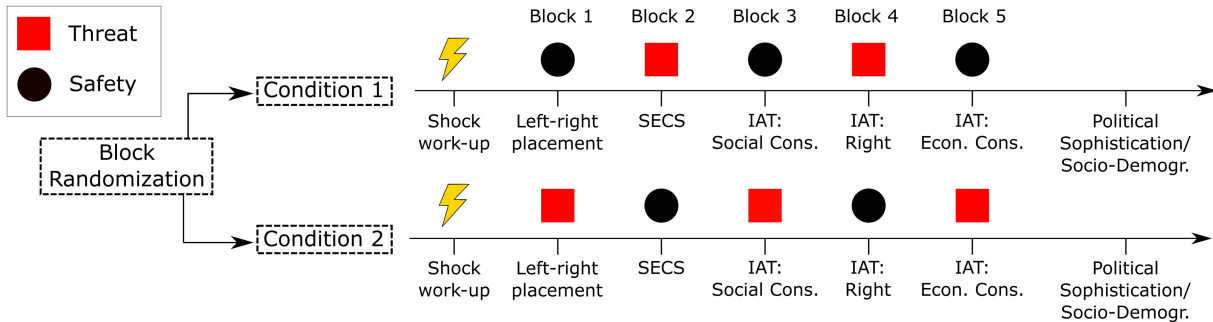 Threat
Safety
Block
Randomization
Condition 1
Block 1
Block 2
Block 3
Block 4
Block 5
Shock
work-up
Left-right
placement
SECS
IAT:
Social Cons.
IAT:
Right
IAT:
Econ. Cons.
Political
Sophistication/
Socio-Demogr.
Condition 2
Shock
work-up
Left-right
placement
SECS
IAT:
Social Cons.
IAT:
Right
IAT:
Econ. Cons.
Political
Sophistication/
Socio-Demogr.